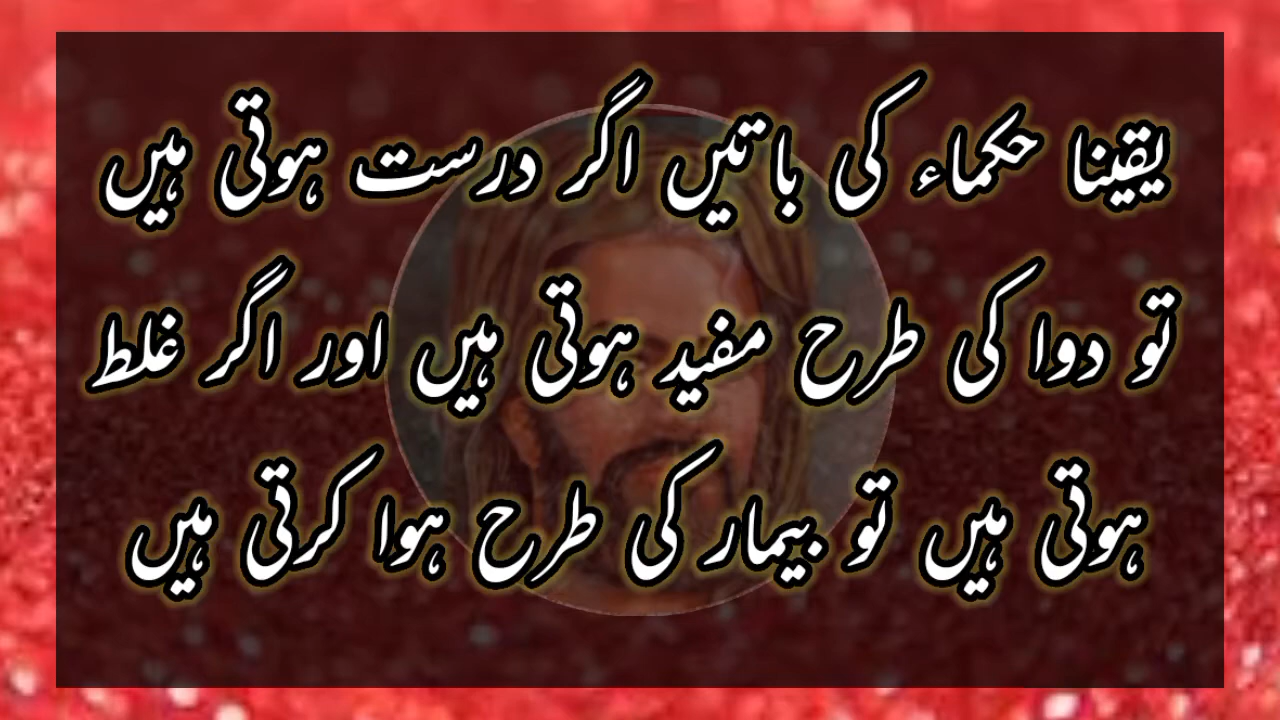 یقینا حکماء کی باتیں اگر درست ہوتی ہیں
تو دوا کی طرح مفید ہوتی ہیں اور اگر غلط
ہوتی ہیں تو بیمار کی طرح ہوا کرتی ہیں